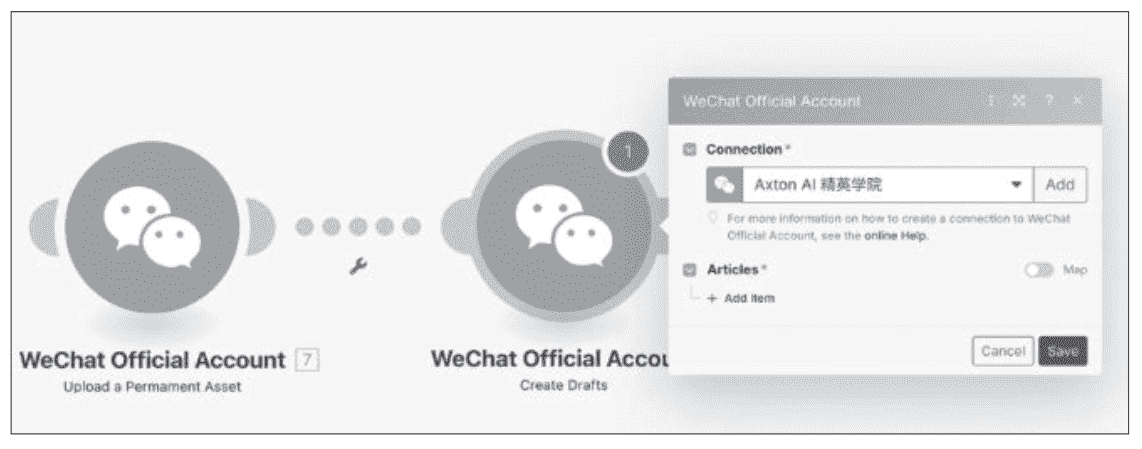 WeChat Official Account
Connection *
Axton AI 精英学院
Add
For more information on how to create a connection to WeChat
Official Account, see the online Help.
Articles *
Map
+ Add item
Cancel
Save
1
WeChat Official Account 7
Upload a Permament Asset
WeChat Official Accou
Create Drafts